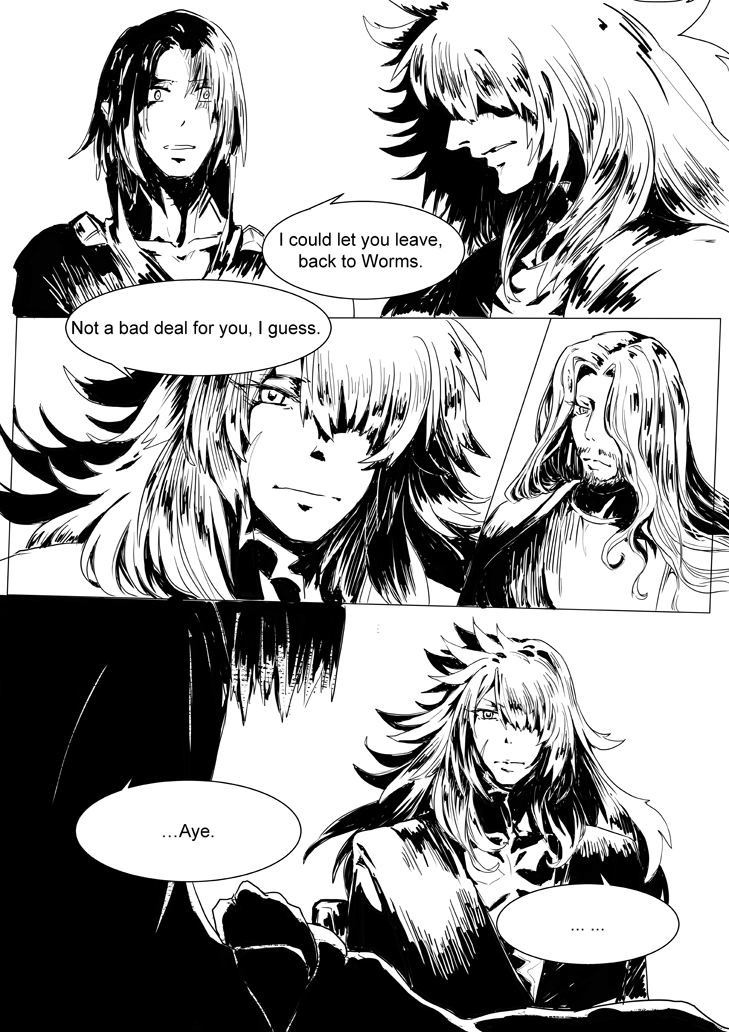 I could let you leave,
back to Worms.
Not a bad deal for you, I guess.
…Aye.
… …